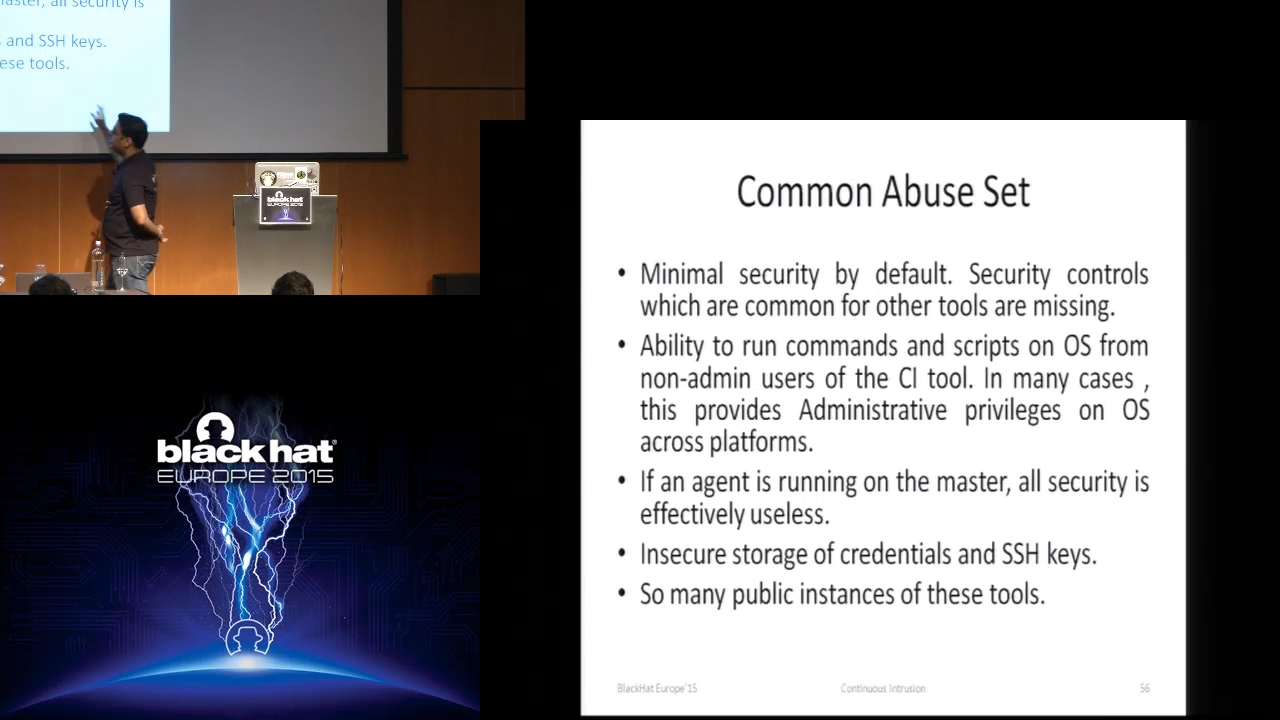 aster, all security is
and SSH keys.
ese tools.
black hat
EUROPE 2015
black hat
EUROPE 2015
Common Abuse Set
• Minimal security by default. Security controls
which are common for other tools are missing.
• Ability to run commands and scripts on OS from
non-admin users of the CI tool. In many cases ,
this provides Administrative privileges on OS
across platforms.
• If an agent is running on the master, all security is
effectively useless.
• Insecure storage of credentials and SSH keys.
• So many public instances of these tools.
BlackHat Europe'15
Continuous Intrusion
56